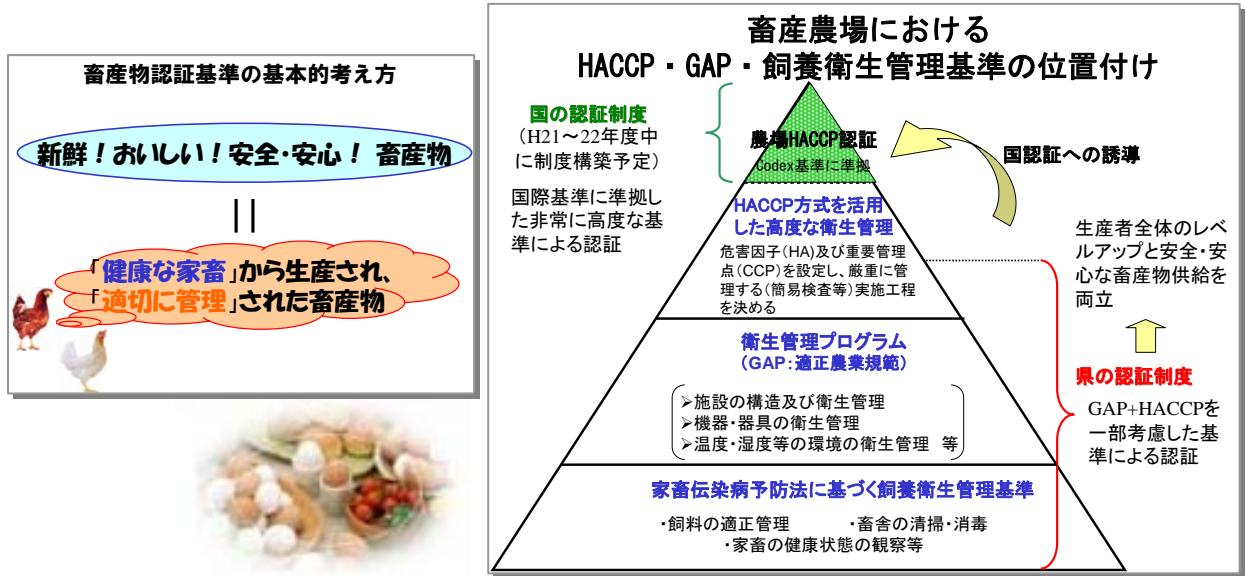 畜産物認証基準の基本的考え方
新鮮！おいしい！安全・安心！ 畜産物
||
「健康な家畜」から生産され、
「適切に管理」された畜産物
畜産農場における
HACCP・GAP・飼養衛生管理基準の位置付け
国の認証制度
（H21～22年度中
に制度構築予定）
国際基準に準拠し
た非常に高度な基
準による認証
農場HACCP認証
Codex基準に準拠
国認証への誘導
HACCP方式を活用
した高度な衛生管理
危害因子（HA）及び重要管理
点（CCP）を設定し、厳重に管
理する（簡易検査等）実施工程
を決める
生産者全体のレベ
ルアップと安全・安
心な畜産物供給を
両立
衛生管理プログラム
（GAP：適正農業規範）
➢施設の構造及び衛生管理
➢機器・器具の衛生管理
➢温度・湿度等の環境の衛生管理 等
県の認証制度
GAP+HACCPを
一部考慮した基
準による認証
家畜伝染病予防法に基づく飼養衛生管理基準
・飼料の適正管理 ・畜舎の清掃・消毒
・家畜の健康状態の観察等